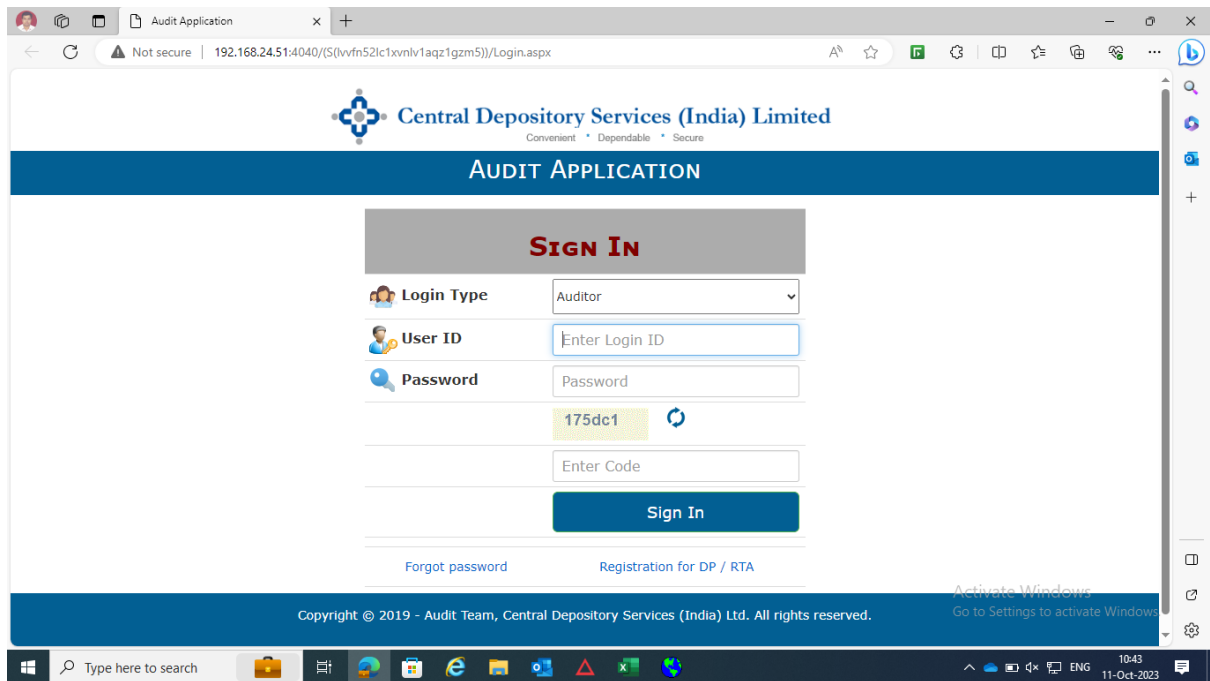 Audit Application
Not secure | 192.168.24.51:4040/(S(lvvfn52lc1xvnlv1aqz1gzm5))/Login.aspx
Central Depository Services (India) Limited
Convenient * Dependable * Secure
AUDIT APPLICATION
SIGN IN
Login Type Auditor
User ID Enter Login ID
Password Password
175dc1
Enter Code
Sign In
Forgot password Registration for DP / RTA
Activate Windows
Go to Settings to activate Windows
Copyright © 2019 - Audit Team, Central Depository Services (India) Ltd. All rights reserved.
Type here to search
ENG
10:43
11-Oct-2023